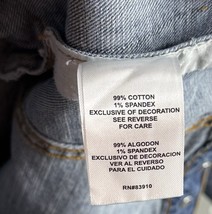 99% COTTON
1% SPANDEX
EXCLUSIVE OF DECORATION
SEE REVERSE
FOR CARE
99% ALGODON
1% SPANDEX
EXCLUSIVO DE DECORACION
VER AL REVERSO
PARA EL CUIDADO
RN#83910